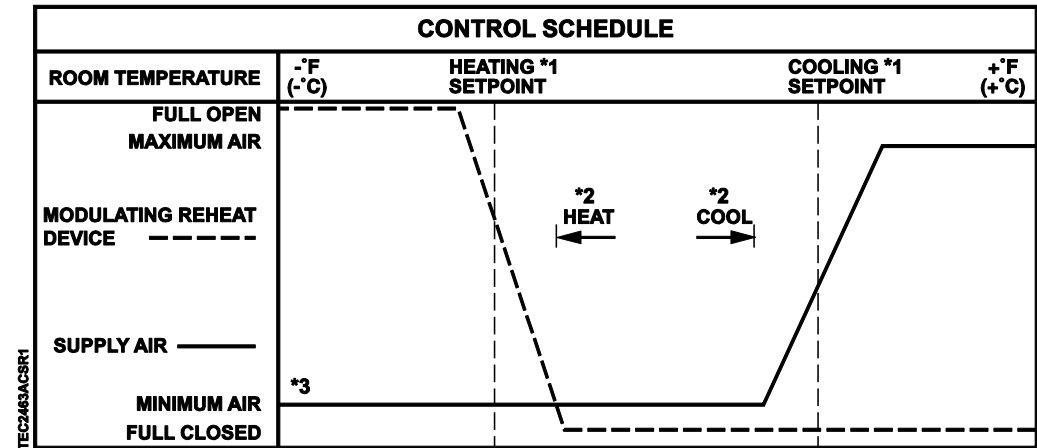 CONTROL SCHEDULE
ROOM TEMPERATURE
-˚F
(-˚C)
HEATING *1
SETPOINT
COOLING *1
SETPOINT
+˚F
(+˚C)
FULL OPEN
MAXIMUM AIR
MODULATING REHEAT
DEVICE
*2
HEAT
*2
COOL
SUPPLY AIR
*3
MINIMUM AIR
FULL CLOSED
TEC2463ACSR1